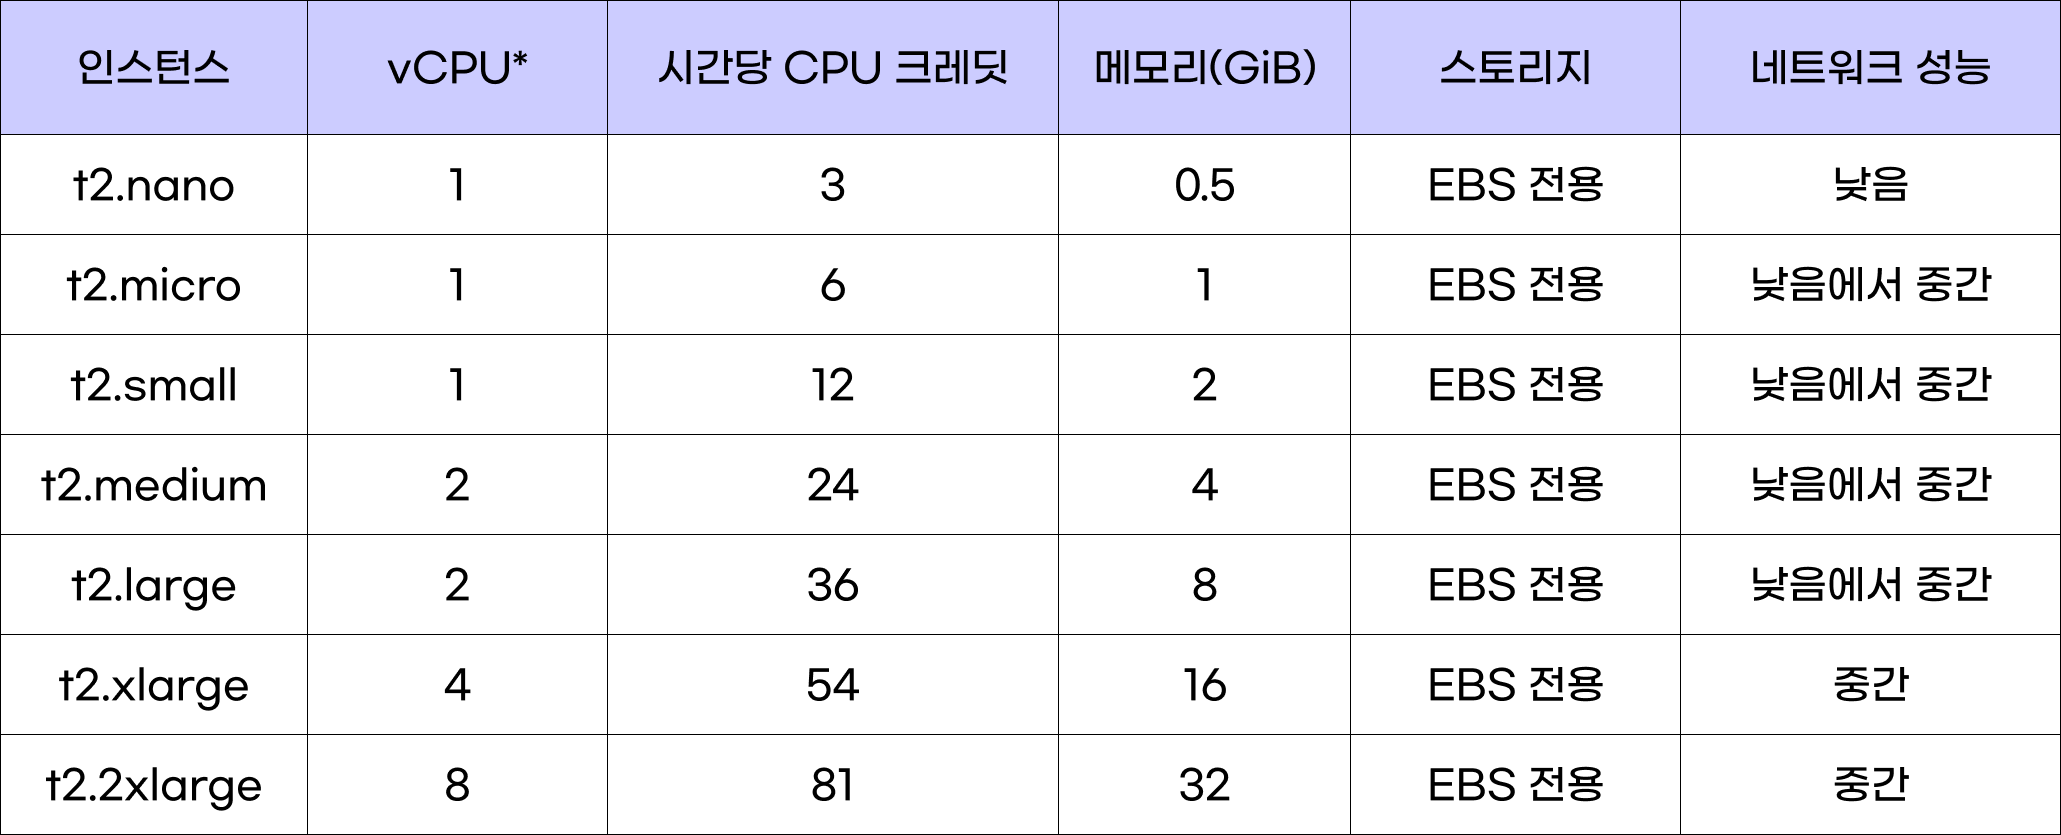 인스턴스 vCPU* 시간당 CPU 크레딧 메모리(GiB) 스토리지 네트워크 성능
t2.nano 1 3 0.5 EBS 전용 낮음
t2.micro 1 6 1 EBS 전용 낮음에서 중간
t2.small 1 12 2 EBS 전용 낮음에서 중간
t2.medium 2 24 4 EBS 전용 낮음에서 중간
t2.large 2 36 8 EBS 전용 낮음에서 중간
t2.xlarge 4 54 16 EBS 전용 중간
t2.2xlarge 8 81 32 EBS 전용 중간